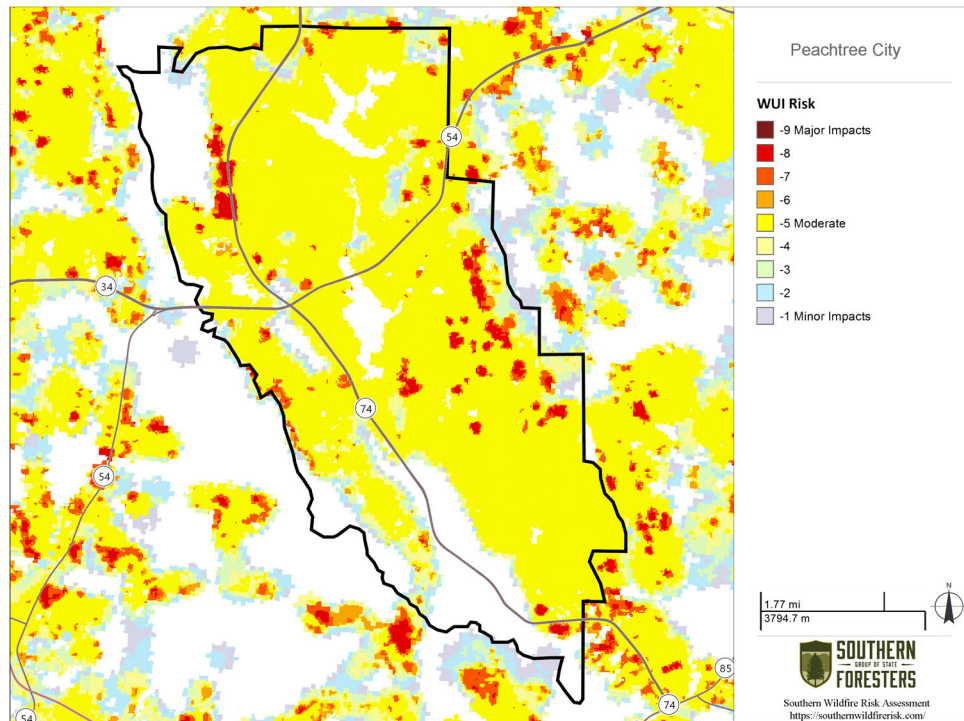 Peachtree City
WUI Risk
-9 Major Impacts
-8
-7
-6
-5 Moderate
-4
-3
-2
-1 Minor Impacts
54
34
74
54
85
54
74
1.77 mi
3794.7 m
N
SOUTHERN
GROUP OF STATE
FORESTERS
Southern Wildfire Risk Assessment
https://southernwildfirerisk.com/